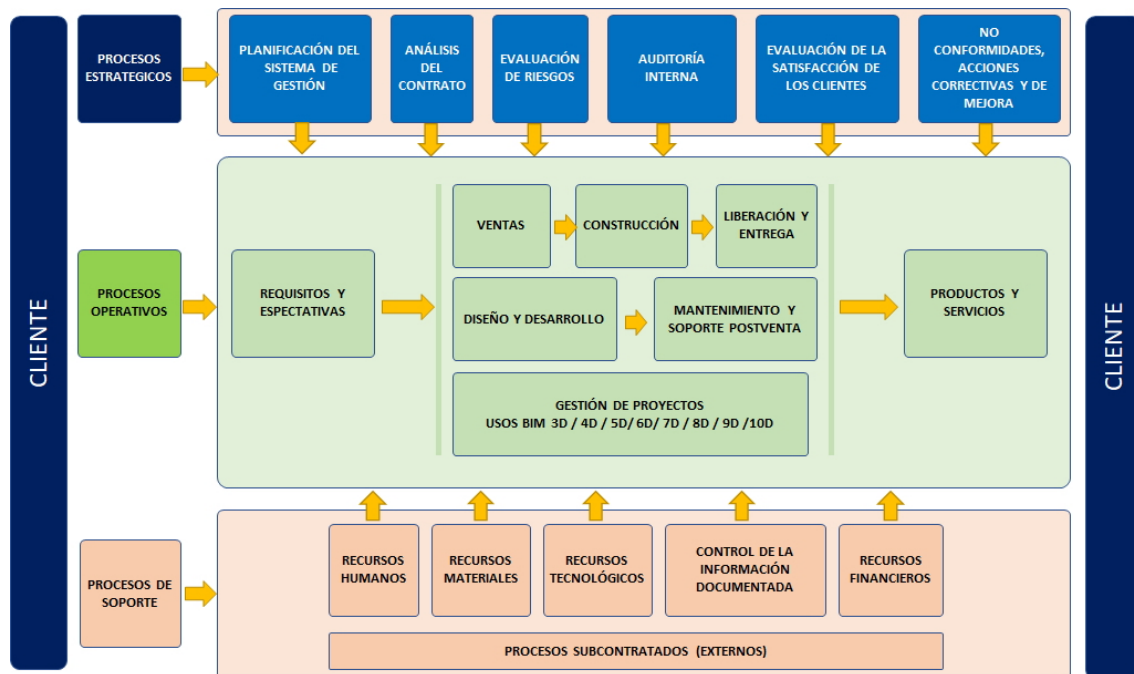 CLIENTE
PROCESOS
ESTRATEGICOS
PLANIFICACIÓN DEL
SISTEMA DE
GESTIÓN
ANÁLISIS
DEL
CONTRATO
EVALUACIÓN
DE RIESGOS
AUDITORÍA
INTERNA
EVALUACIÓN DE LA
SATISFACCIÓN DE
LOS CLIENTES
NO
CONFORMIDADES,
ACCIONES
CORRECTIVAS Y DE
MEJORA
PROCESOS
OPERATIVOS
REQUISITOS Y
ESPECTATIVAS
VENTAS
CONSTRUCCIÓN
LIBERACIÓN Y
ENTREGA
DISEÑO Y DESARROLLO
MANTENIMIENTO Y
SOPORTE POSTVENTA
GESTIÓN DE PROYECTOS
USOS BIM 3D / 4D / 5D/ 6D/ 7D / 8D / 9D /10D
PRODUCTOS Y
SERVICIOS
PROCESOS DE
SOPORTE
RECURSOS
HUMANOS
RECURSOS
MATERIALES
RECURSOS
TECNOLÓGICOS
CONTROL DE LA
INFORMACIÓN
DOCUMENTADA
RECURSOS
FINANCIEROS
PROCESOS SUBCONTRATADOS (EXTERNOS)
CLIENTE